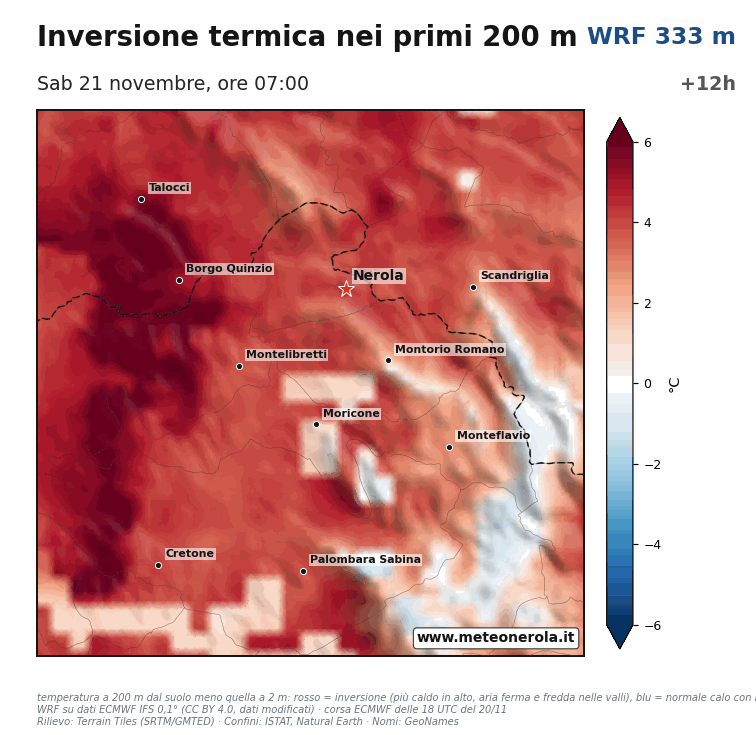 Inversione termica nei primi 200 m WRF 333 m
Sab 21 novembre, ore 07:00 +12h
Talocci
Borgo Quinzio
Nerola
Scandriglia
Montelibretti
Montorio Romano
Moricone
Monteflavio
Cretone
Palombara Sabina
www.meteonerola.it
6
4
2
0
−2
−4
−6
°C
temperatura a 200 m dal suolo meno quella a 2 m: rosso = inversione (più caldo in alto, aria ferma e fredda nelle valli), blu = normale calo con
WRF su dati ECMWF IFS 0,1° (CC BY 4.0, dati modificati) · corsa ECMWF delle 18 UTC del 20/11
Rilievo: Terrain Tiles (SRTM/GMTED) · Confini: ISTAT, Natural Earth · Nomi: GeoNames